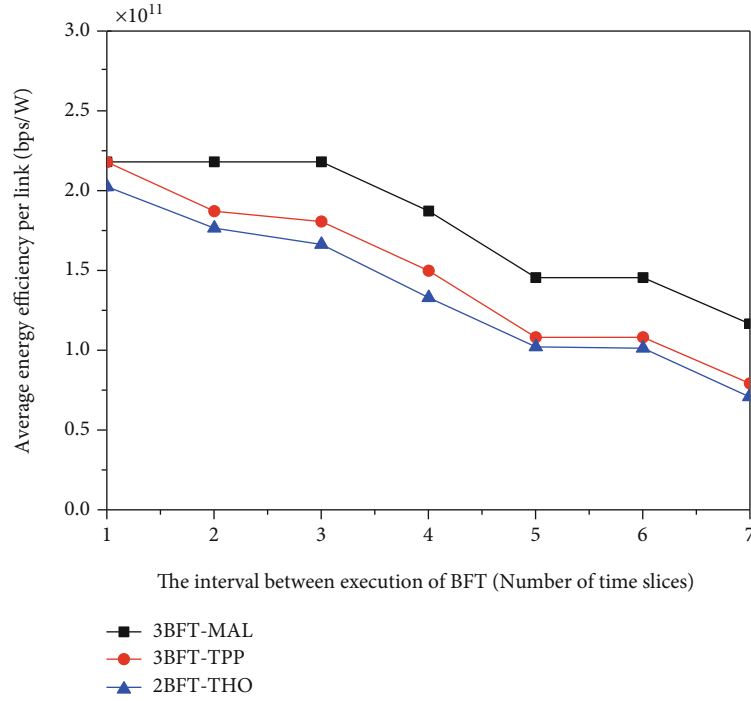 ×10¹¹
3.0
2.5
2.0
1.5
1.0
0.5
0.0
Average energy efficiency per link (bps/W)
1 2 3 4 5 6 7
The interval between execution of BFT (Number of time slices)
3BFT-MAL
3BFT-TPP
2BFT-THO